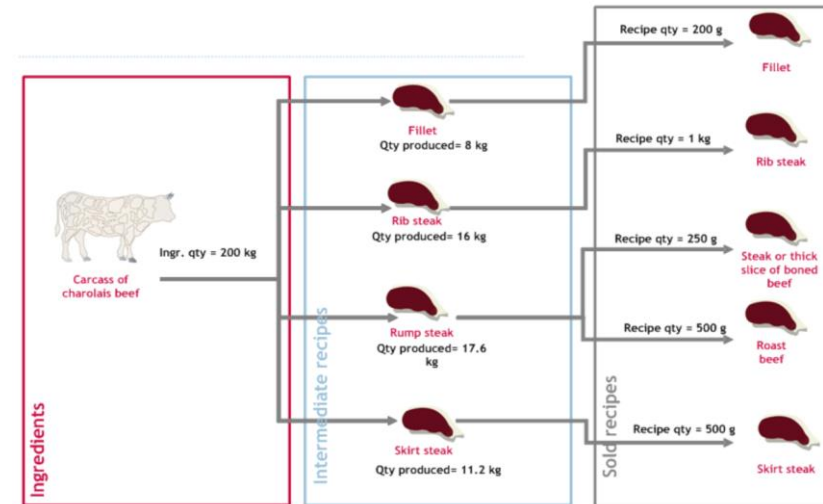 Recipe qty = 200 g
Fillet
Fillet
Qty produced= 8 kg
Recipe qty = 1 kg
Rib steak
Rib steak
Qty produced= 16 kg
Ingr. qty = 200 kg
Carcass of
charolais beef
Recipe qty = 250 g
Steak or thick
slice of boned
beef
Rump steak
Qty produced= 17.6
kg
Recipe qty = 500 g
Roast
beef
Skirt steak
Qty produced= 11.2 kg
Recipe qty = 500 g
Skirt steak
Ingredients
Intermediate recipes
Sold recipes